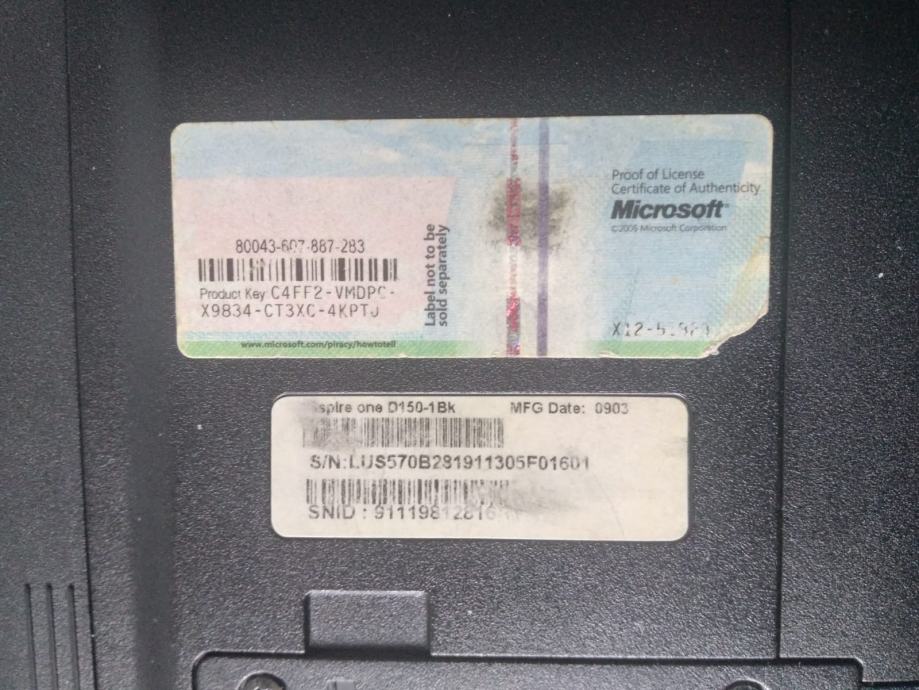 80043-607-887-283
Product Key C4FF2-VMDPC-
X9834-CT3XC-4KPTJ
www.microsoft.com/piracy/howtotell
Label not to be
sold separately
Proof of License
Certificate of Authenticity
Microsoft
©2005 Microsoft Corporation
one D150-1Bk MFG Date: 0903
S/N:LUS570B281911305F01601
SNID :